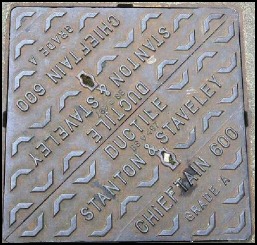 CHIEFTAIN 600
GRADE A
STANTON & STAVELEY
DUCTILE
DUCTILE
STANTON & STAVELEY
CHIEFTAIN 600
GRADE A